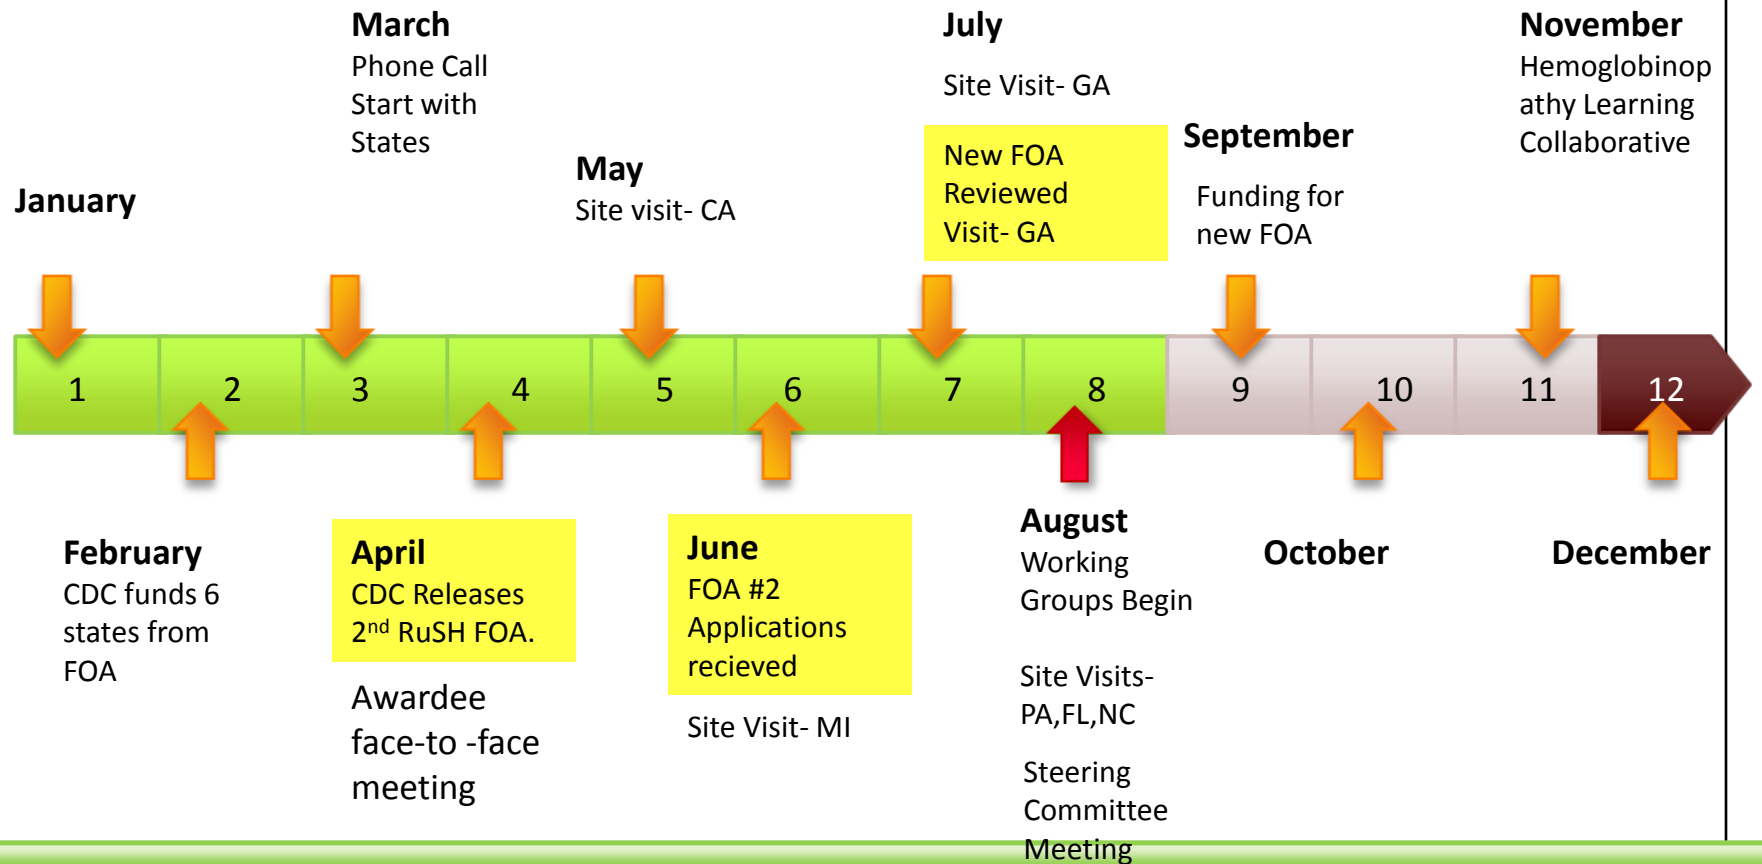 January
March
Phone Call
Start with
States
May
Site visit- CA
July
Site Visit- GA
New FOA
Reviewed
Visit- GA
September
Funding for
new FOA
November
Hemoglobinop
athy Learning
Collaborative
1 2 3 4 5 6 7 8 9 10 11 12
February
CDC funds 6
states from
FOA
April
CDC Releases
2nd RuSH FOA.
Awardee
face-to -face
meeting
June
FOA #2
Applications
recieved
Site Visit- MI
August
Working
Groups Begin
Site Visits-
PA,FL,NC
Steering
Committee
Meeting
October
December